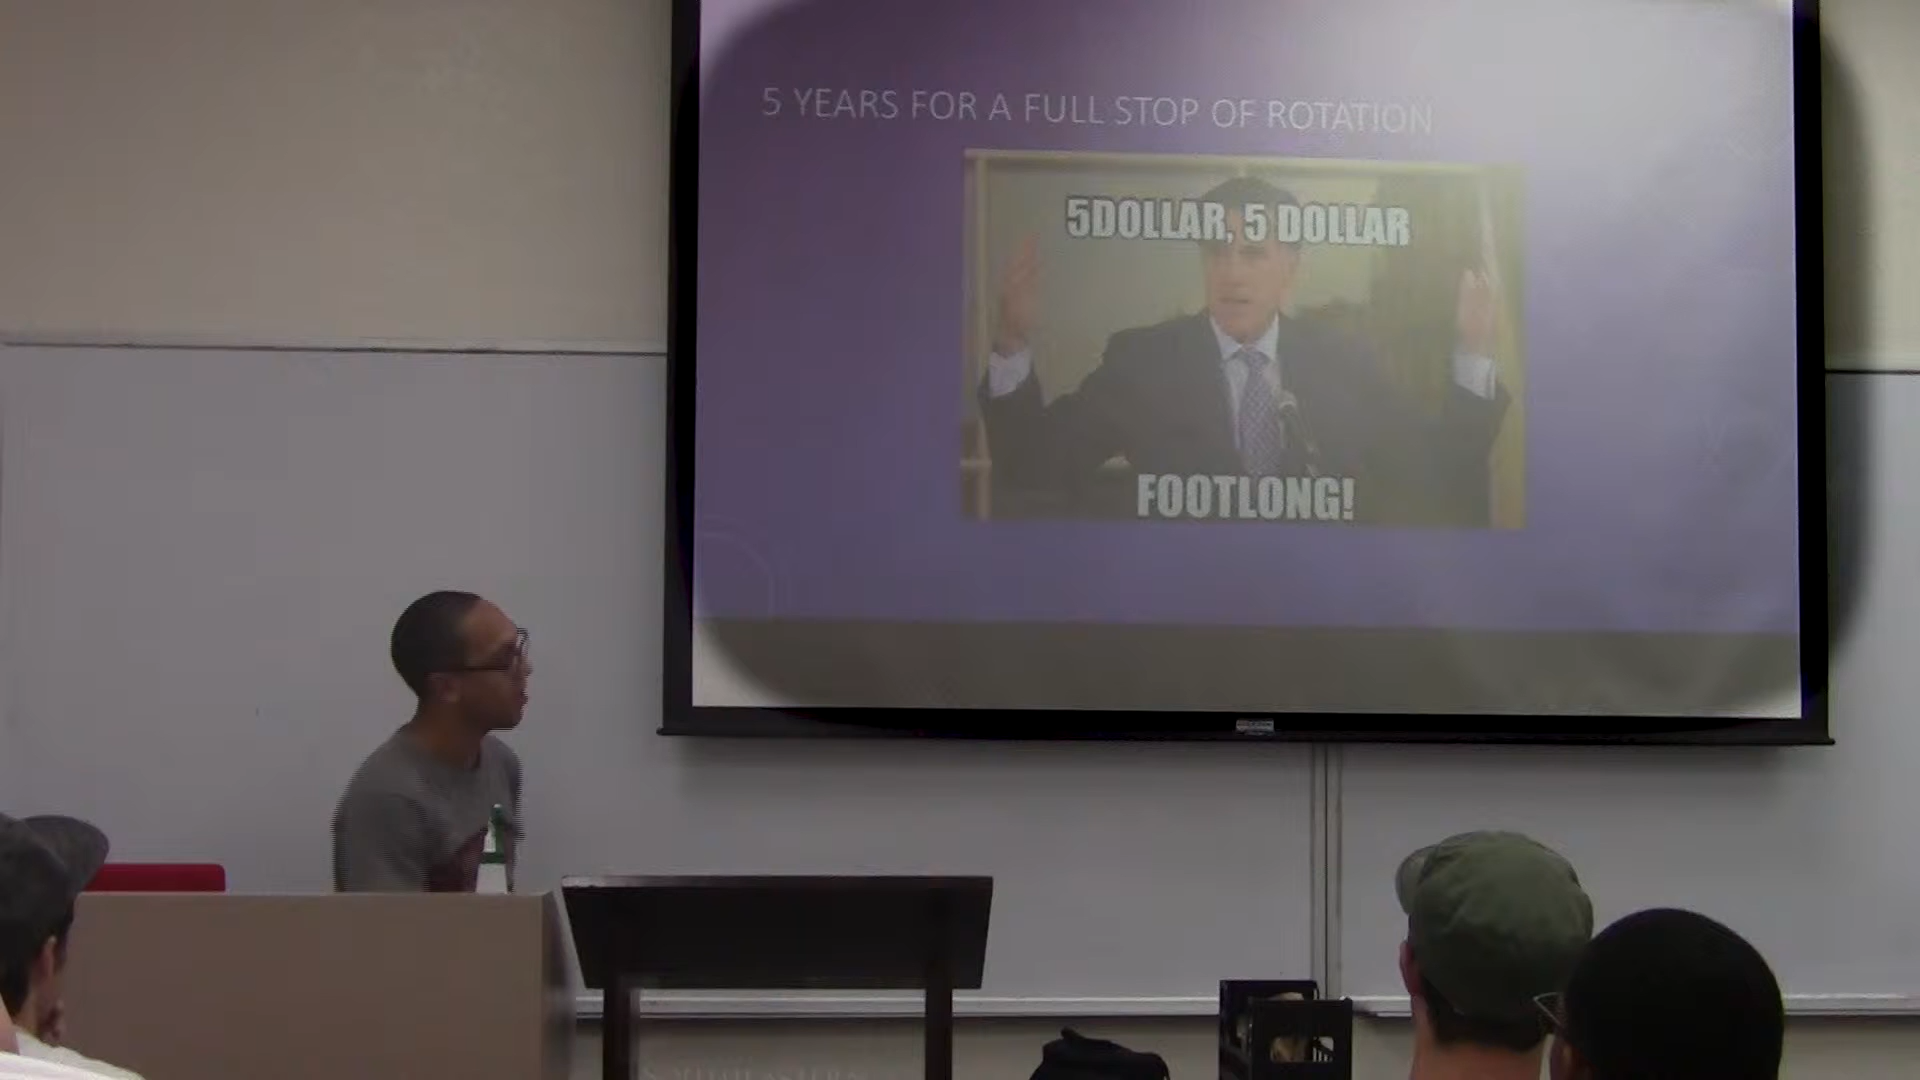 5 YEARS FOR A FULL STOP OF ROTATION
5DOLLAR, 5 DOLLAR
FOOTLONG!